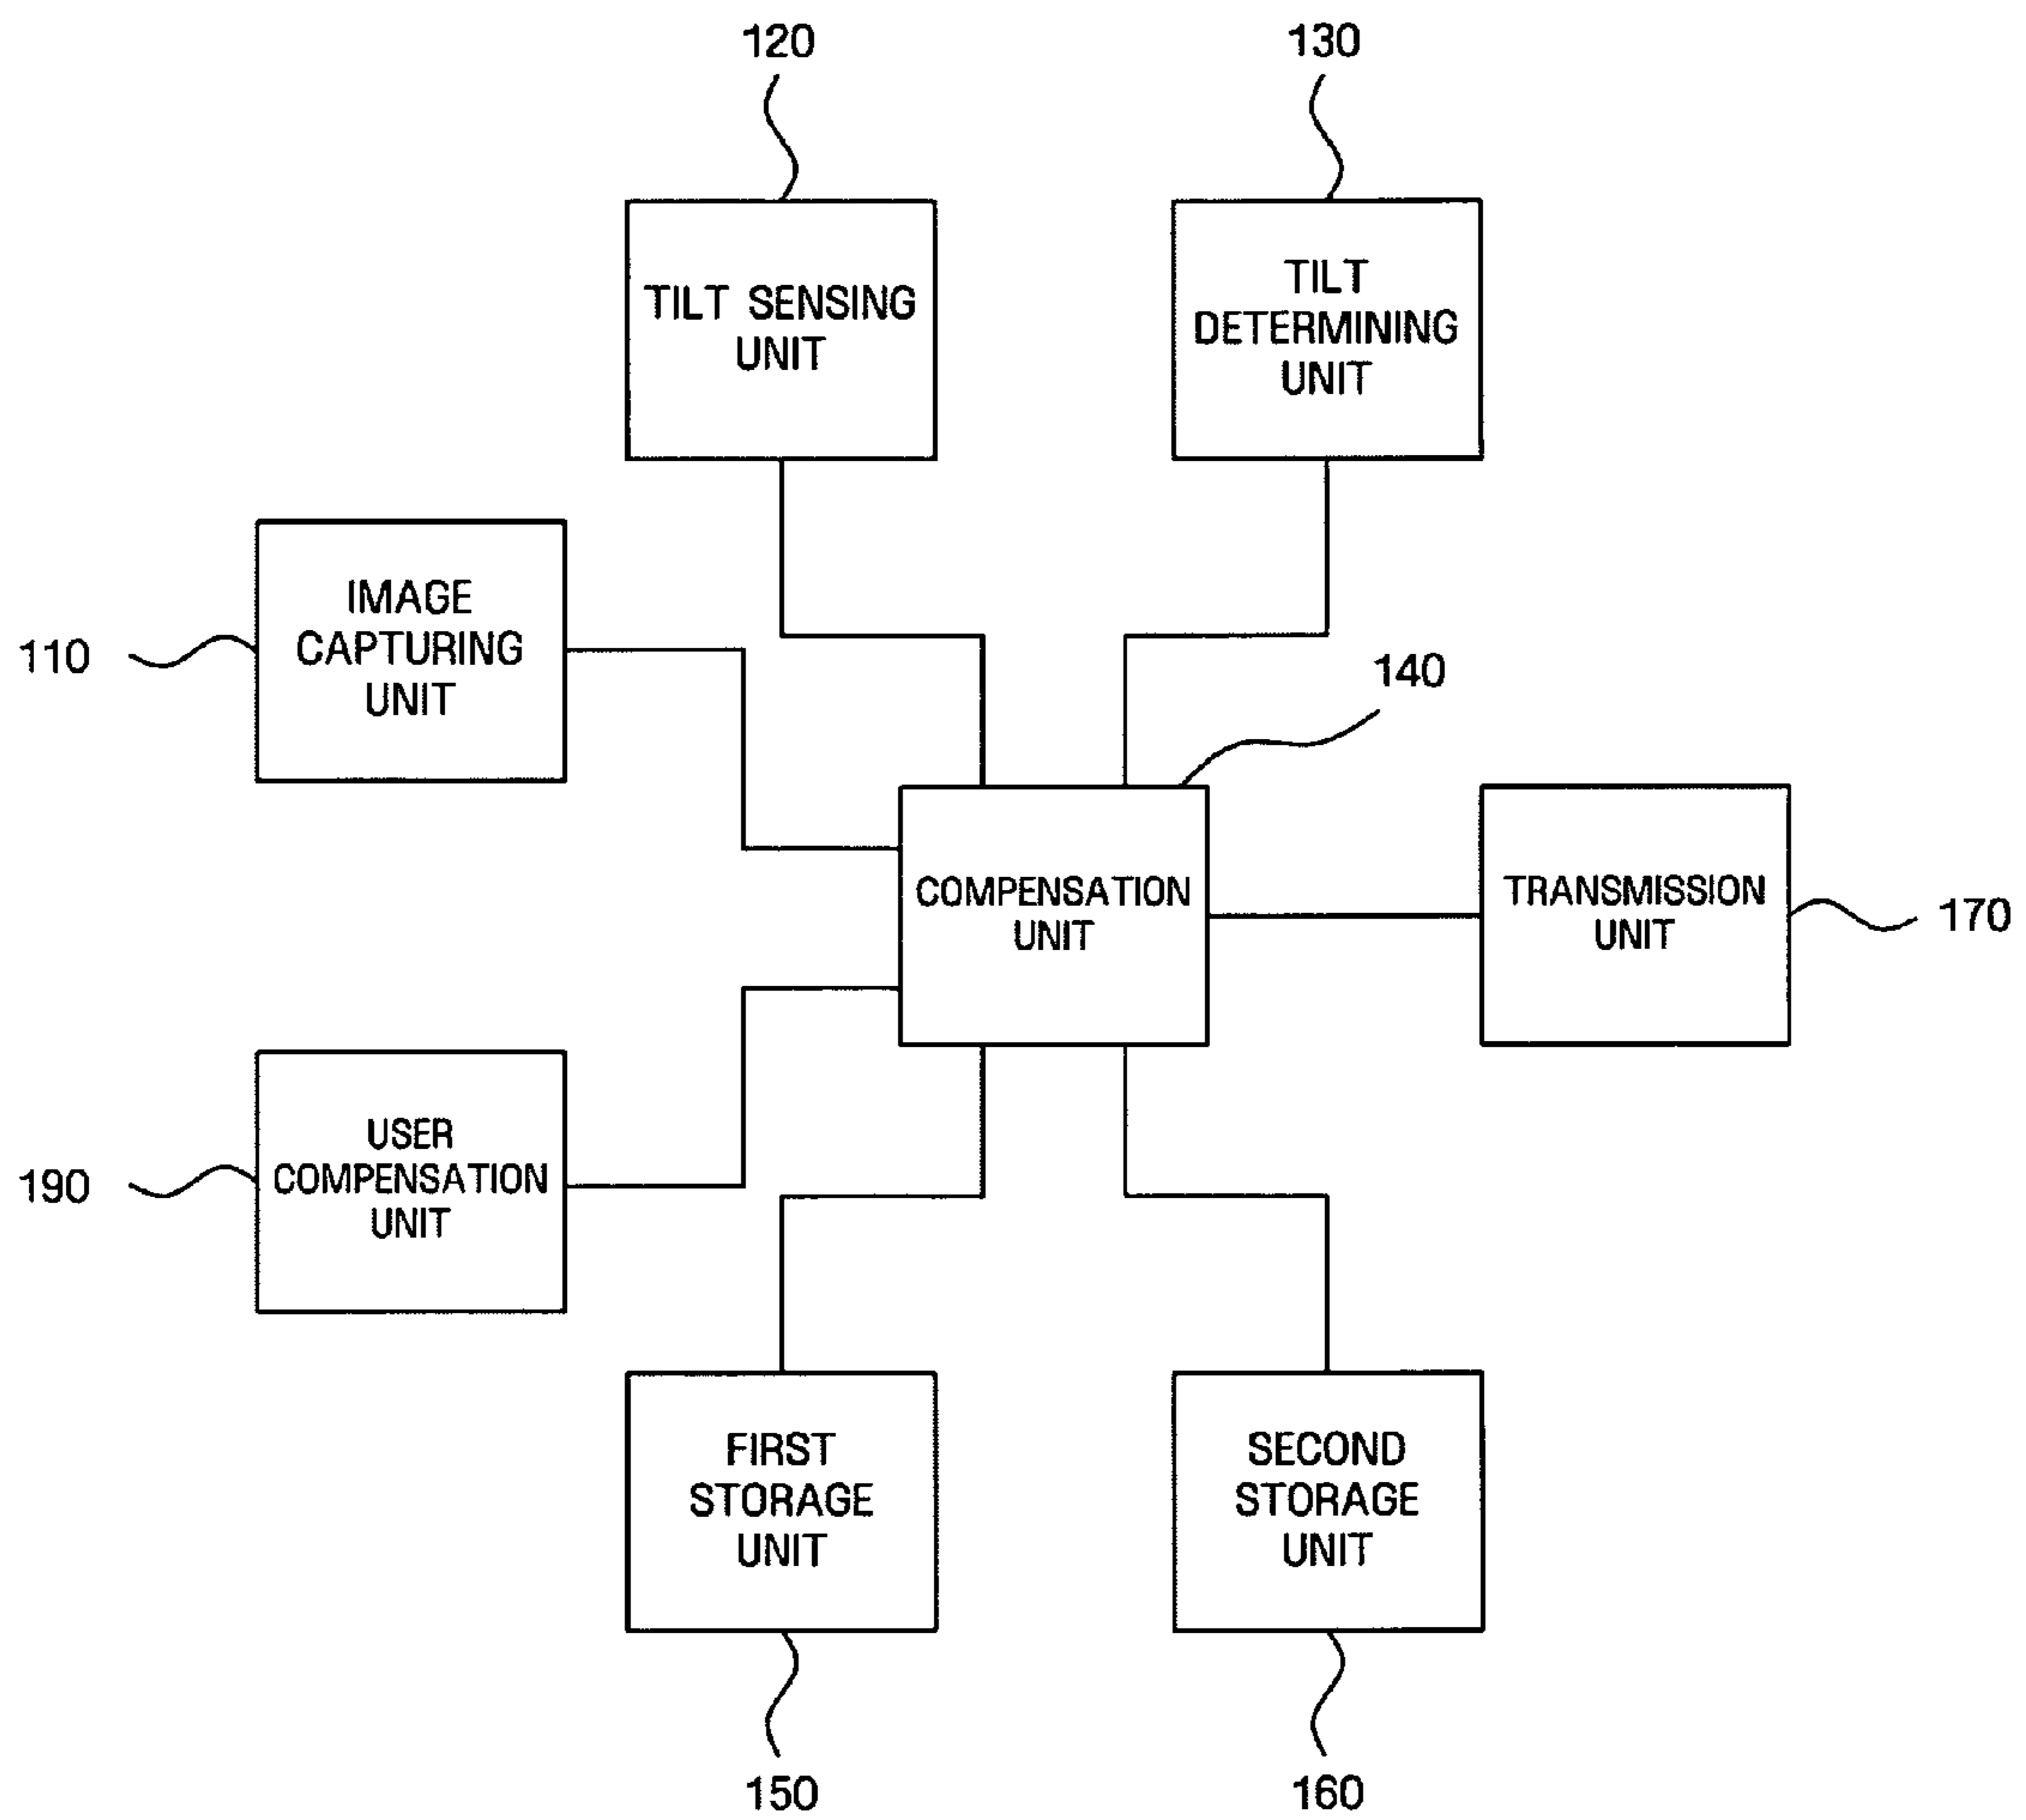 120
130
TILT SENSING
UNIT
TILT
DETERMINING
UNIT
110
IMAGE
CAPTURING
UNIT
140
COMPENSATION
UNIT
TRANSMISSION
UNIT
170
190
USER
COMPENSATION
UNIT
FIRST
STORAGE
UNIT
SECOND
STORAGE
UNIT
150
160